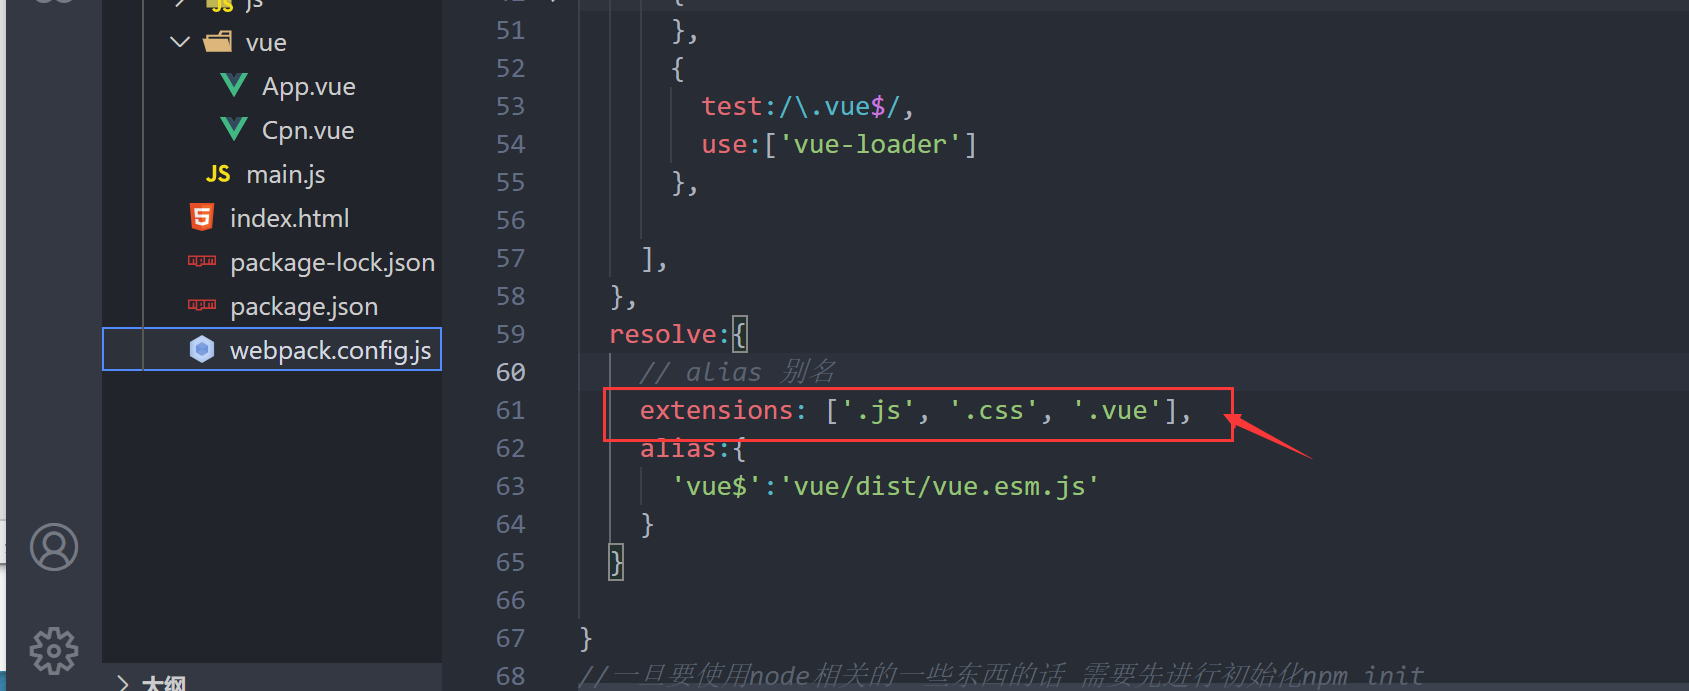 js
vue
App.vue
Cpn.vue
JS main.js
index.html
package-lock.json
package.json
webpack.config.js
大纲
51 },
52 {
53 test:/\.vue$/,
54 use:['vue-loader']
55 },
56
57 ],
58 },
59 resolve:{
60 // alias 别名
61 extensions: ['.js', '.css', '.vue'],
62 alias:{
63 'vue$':'vue/dist/vue.esm.js'
64 }
65 }
66
67 }
68 //一旦要使用node相关的一些东西的话 需要先进行初始化npm init